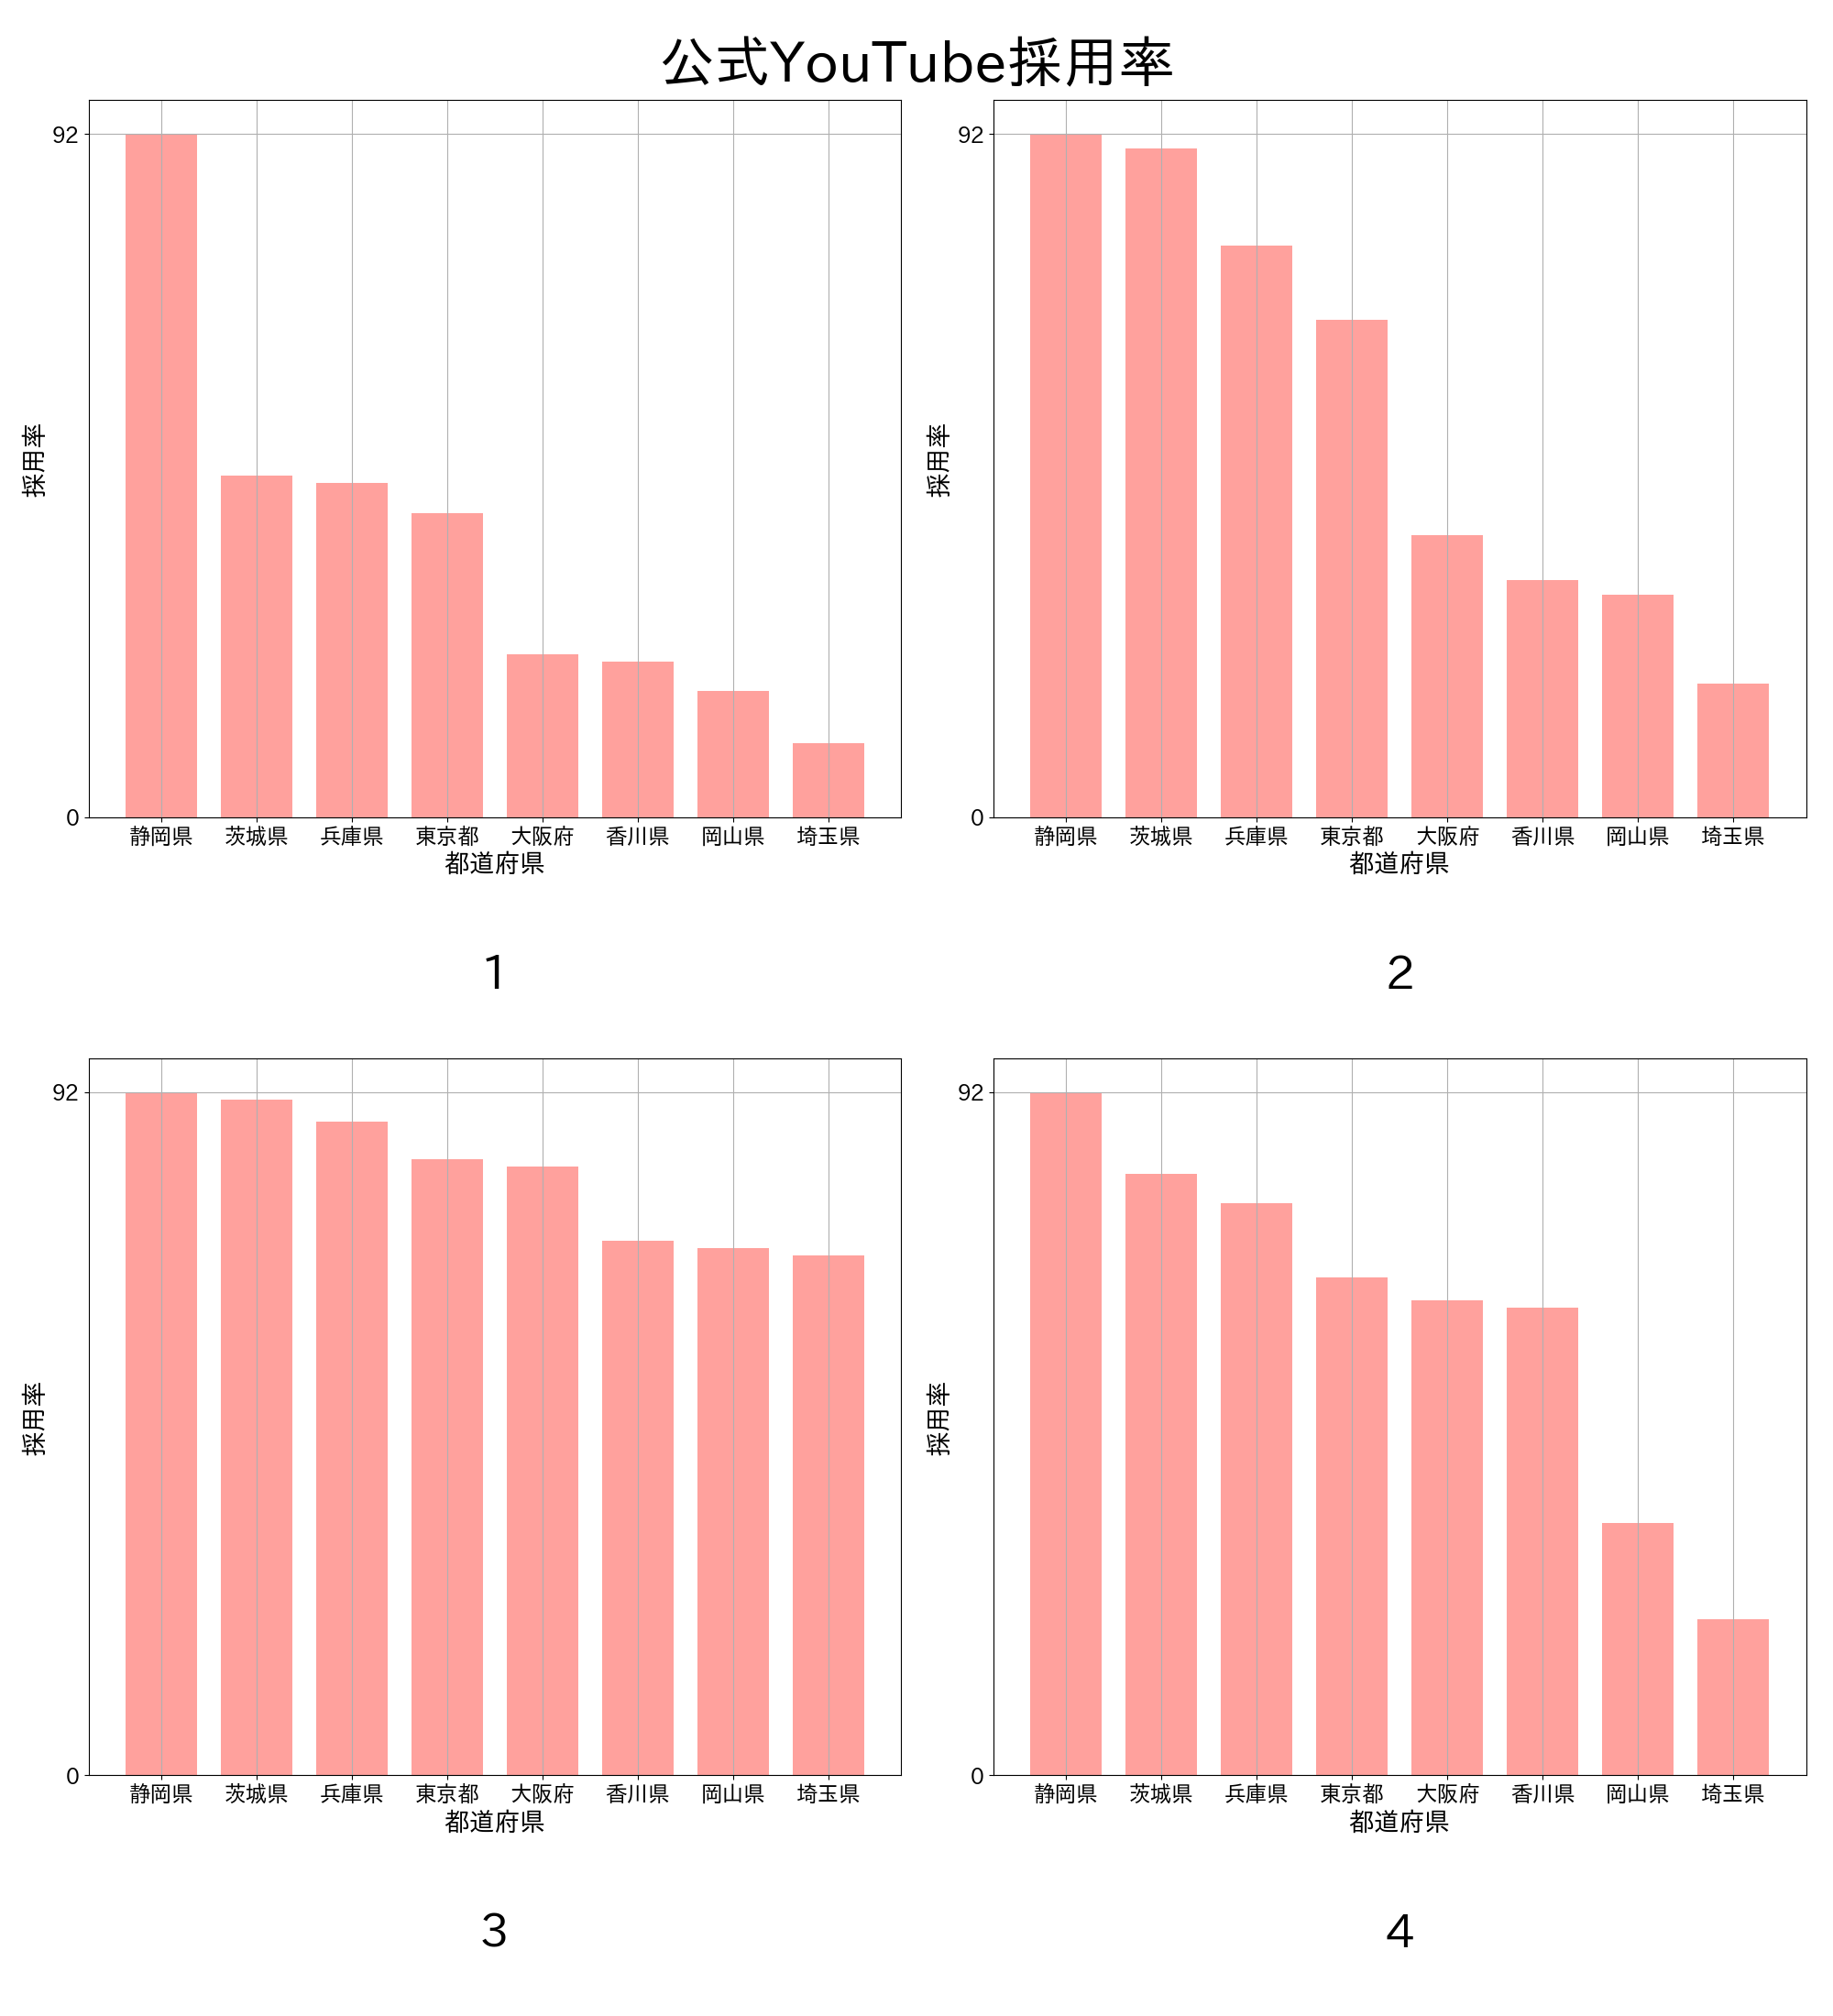 公式YouTube採用率
92
採用率
0
静岡県 茨城県 兵庫県 東京都 大阪府 香川県 岡山県 埼玉県
都道府県
1
92
採用率
0
静岡県 茨城県 兵庫県 東京都 大阪府 香川県 岡山県 埼玉県
都道府県
2
92
採用率
0
静岡県 茨城県 兵庫県 東京都 大阪府 香川県 岡山県 埼玉県
都道府県
3
92
採用率
0
静岡県 茨城県 兵庫県 東京都 大阪府 香川県 岡山県 埼玉県
都道府県
4